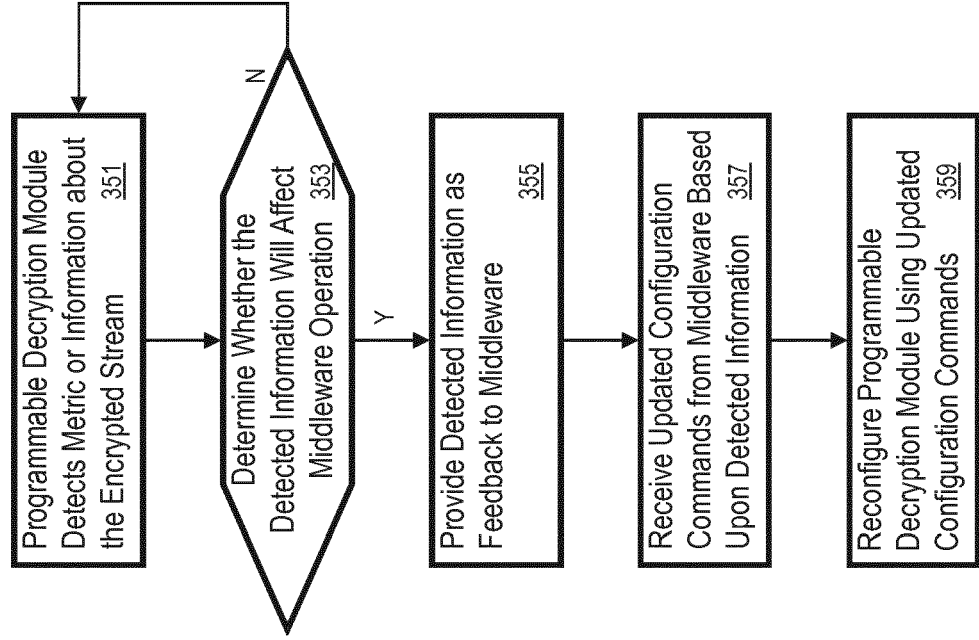 Programmable Decryption Module
Detects Metric or Information about
the Encrypted Stream 351
Determine Whether the
Detected Information Will Affect
Middleware Operation 353
N
Y
Provide Detected Information as
Feedback to Middleware 355
Receive Updated Configuration
Commands from Middleware Based
Upon Detected Information 357
Reconfigure Programmable
Decryption Module Using Updated
Configuration Commands 359